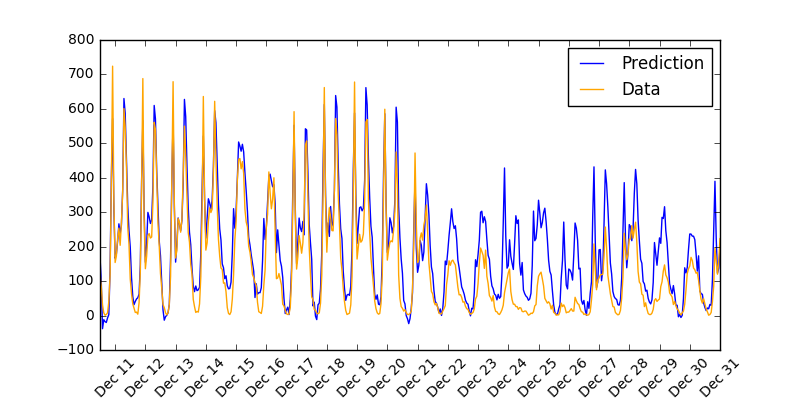 800
700
600
500
400
300
200
100
0
−100
Prediction
Data
Dec 11
Dec 12
Dec 13
Dec 14
Dec 15
Dec 16
Dec 17
Dec 18
Dec 19
Dec 20
Dec 21
Dec 22
Dec 23
Dec 24
Dec 25
Dec 26
Dec 27
Dec 28
Dec 29
Dec 30
Dec 31